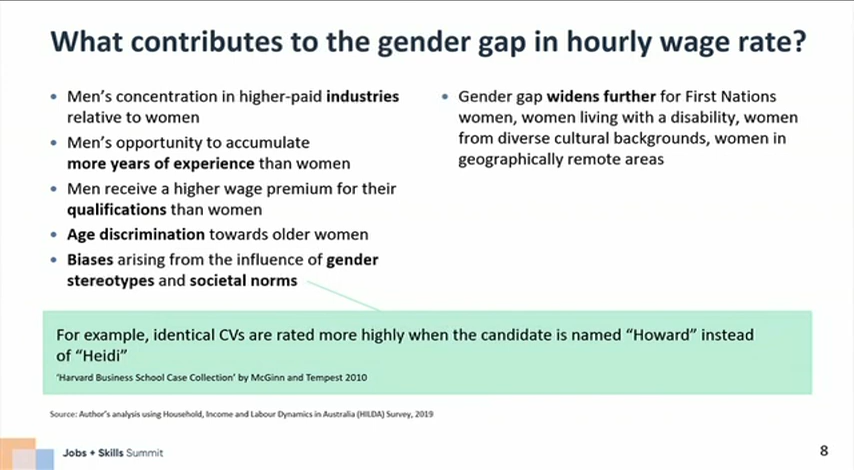 What contributes to the gender gap in hourly wage rate?
• Men’s concentration in higher-paid industries
relative to women
• Men’s opportunity to accumulate
more years of experience than women
• Men receive a higher wage premium for their
qualifications than women
• Age discrimination towards older women
• Biases arising from the influence of gender
stereotypes and societal norms
• Gender gap widens further for First Nations
women, women living with a disability, women
from diverse cultural backgrounds, women in
geographically remote areas
For example, identical CVs are rated more highly when the candidate is named “Howard” instead
of “Heidi”
‘Harvard Business School Case Collection’ by McGinn and Tempest 2010
Source: Author’s analysis using Household, Income and Labour Dynamics in Australia (HILDA) Survey, 2019
Jobs + Skills Summit
8